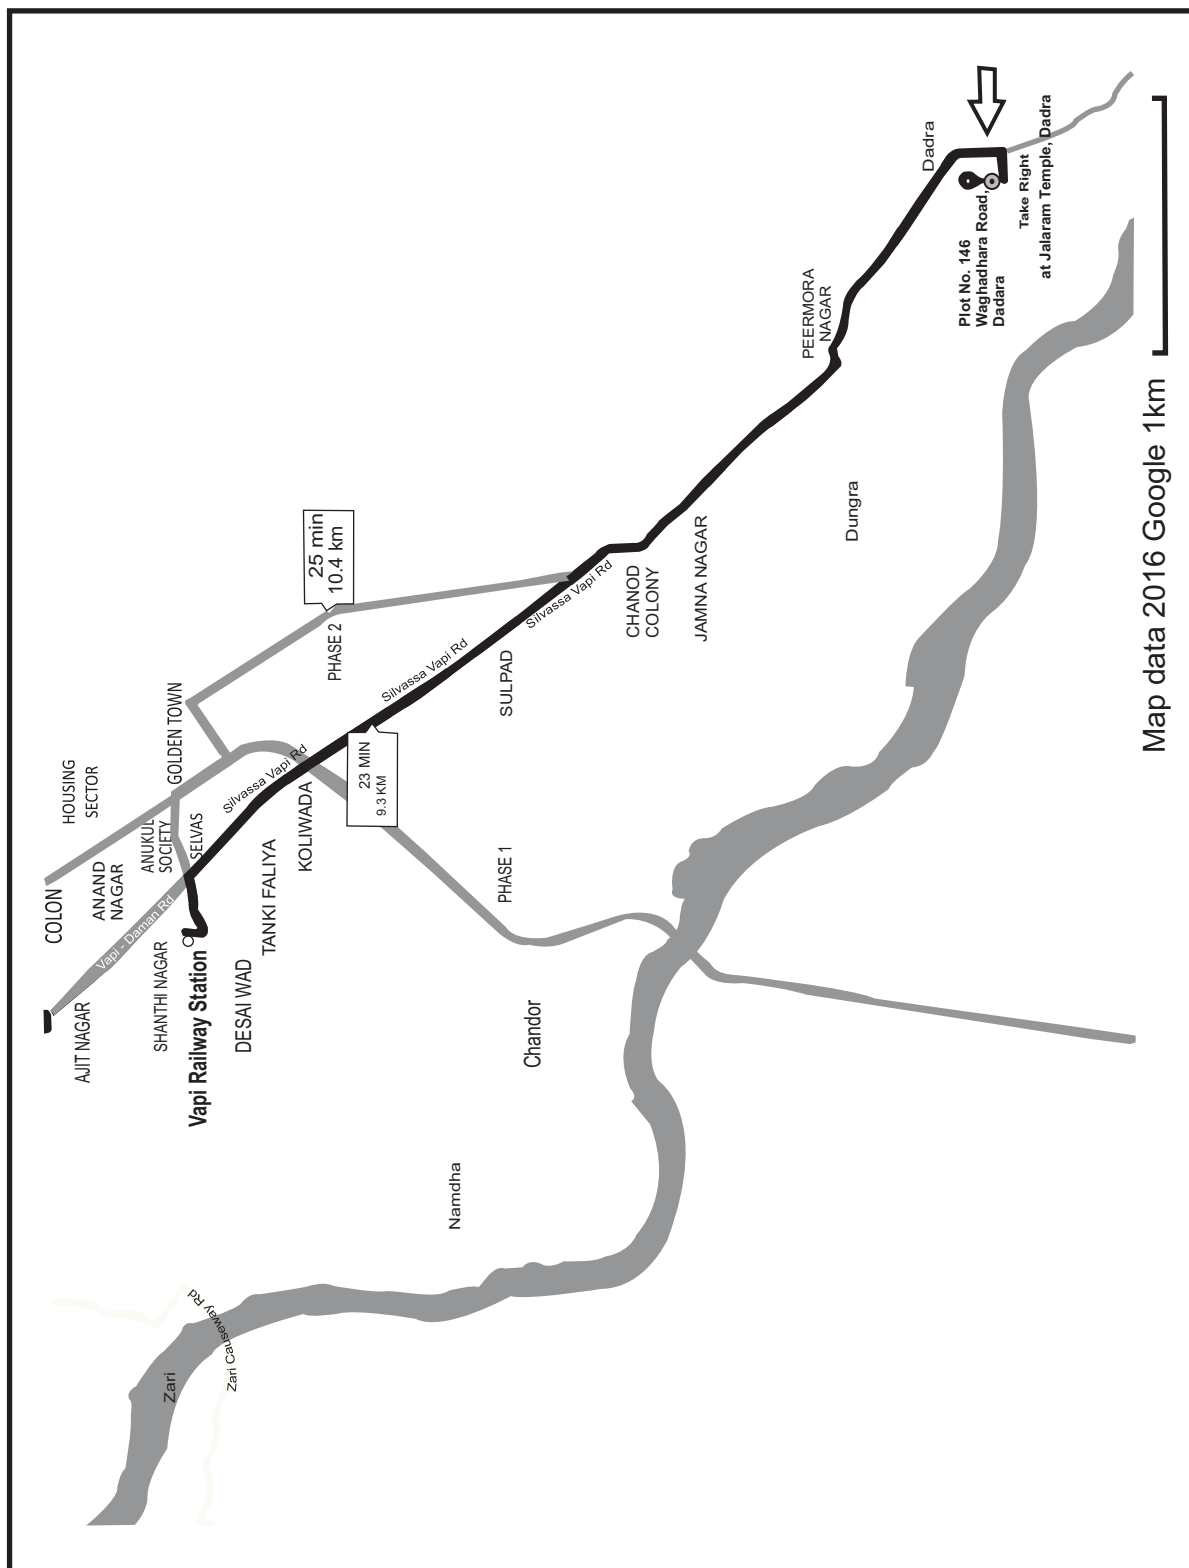 COLON
HOUSING
SECTOR
ANAND
NAGAR
AJIT NAGAR
Vapi - Daman Rd
ANUKUL
SOCIETY
GOLDEN TOWN
SELVAS
SHANTHI NAGAR
Vapi Railway Station
DESAI WAD
TANKI FALIYA
KOLIWADA
Silvassa Vapi Rd
PHASE 2
25 min
10.4 km
23 MIN
9.3 KM
Silvassa Vapi Rd
SULPAD
Silvassa Vapi Rd
PHASE 1
Chandor
Namdha
Zari
Zari Causeway Rd
CHANOD
COLONY
JAMNA NAGAR
Dungra
PEERMORA
NAGAR
Dadra
Plot No. 146
Waghadhara Road,
Dadara
Take Right
at Jalaram Temple, Dadra
Map data 2016 Google 1km